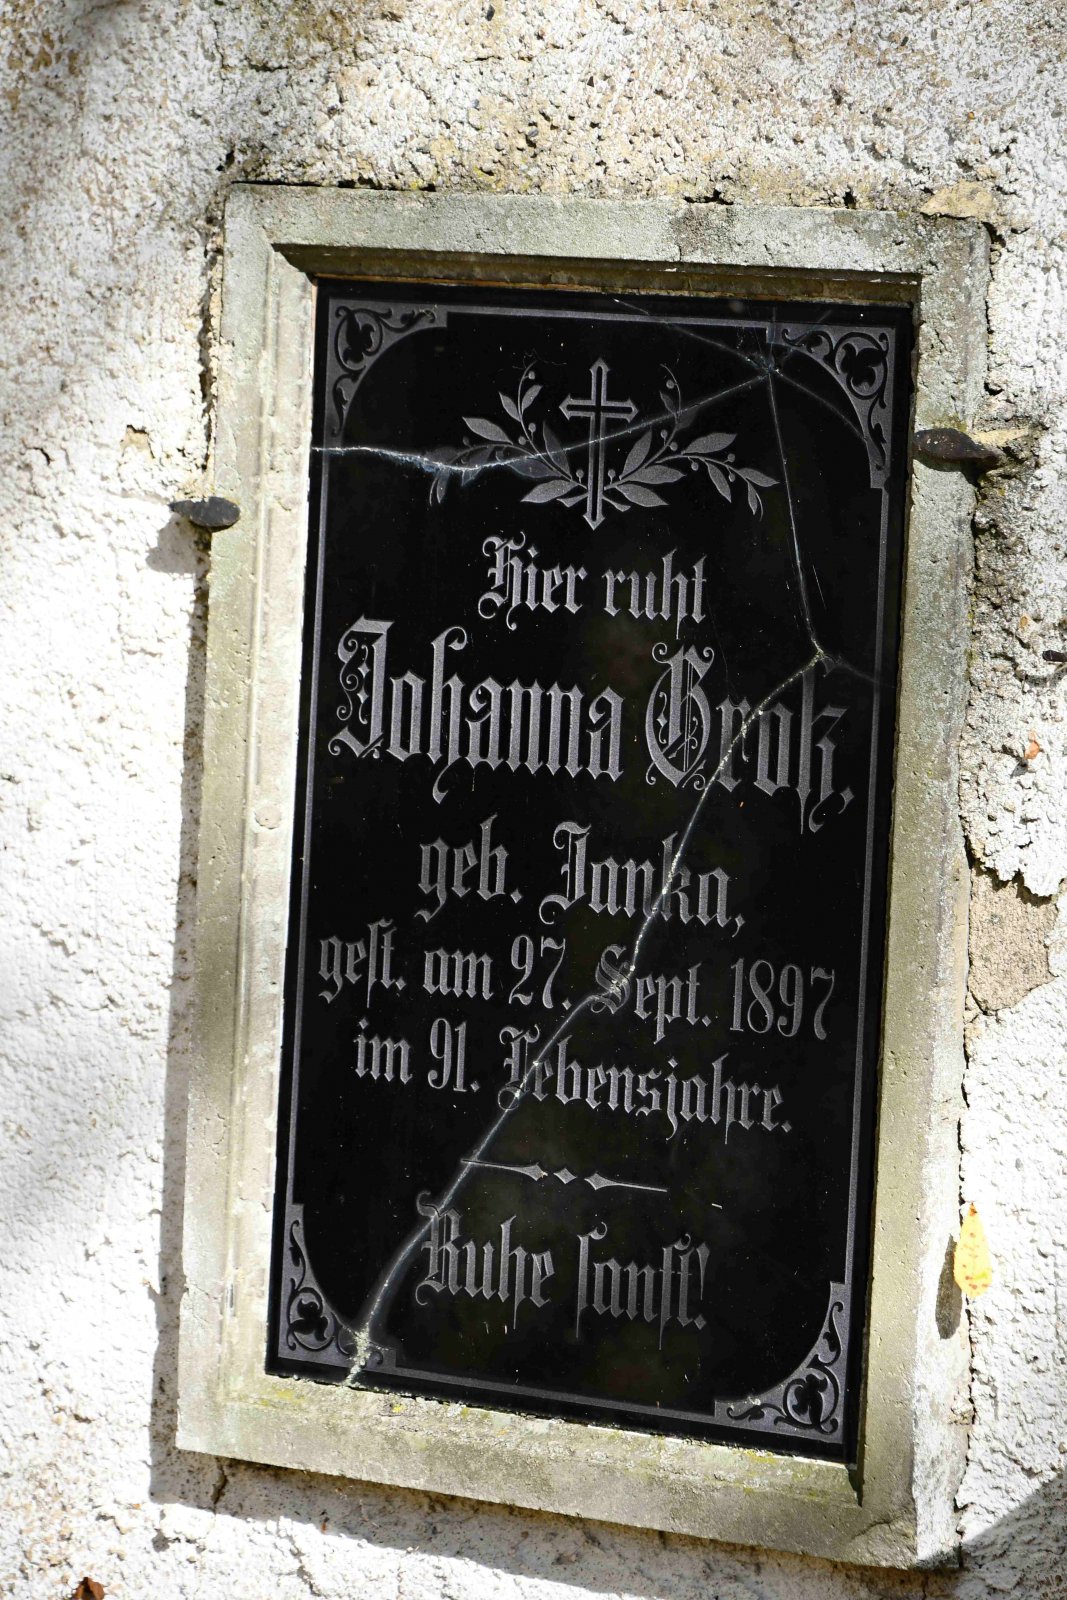 Hier ruht
Johanna Groß,
geb. Janka,
geſt. am 27. Sept. 1897
im 91. Lebensjahre.
Ruhe ſanft!